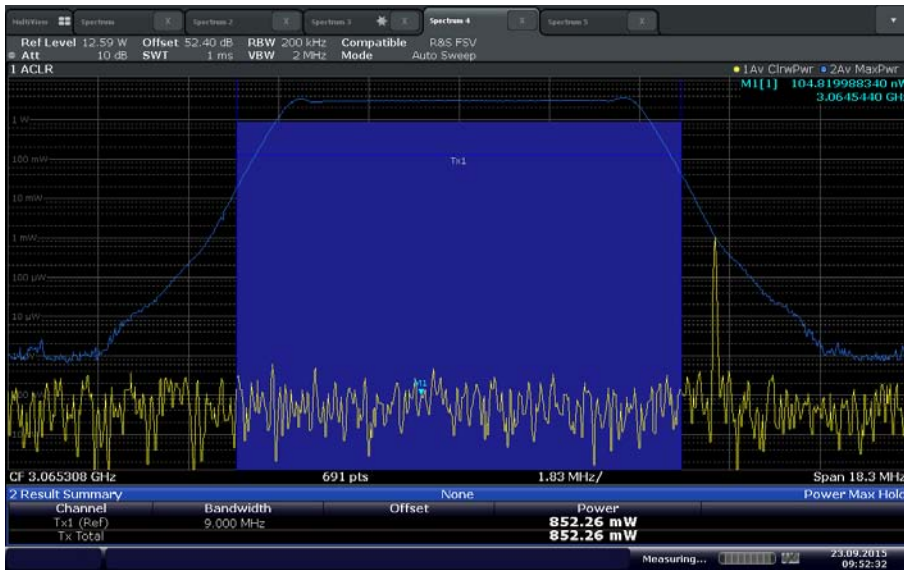 MultiView Spectrum X Spectrum 2 X Spectrum 3 X Spectrum 4 X Spectrum 5 X
Ref Level 12.59 W Offset 52.40 dB RBW 200 kHz Compatible R&S FSV
Att 10 dB SWT 1 ms VBW 2 MHz Mode Auto Sweep
1 ACLR 1Av ClrwPwr 2Av MaxPwr
M1[1] 104.819988340 nW
3.0645440 GHz
1 W
100 mW
Tx1
10 mW
1 mW
100 µW
10 µW
M1
CF 3.065308 GHz 691 pts 1.83 MHz/ Span 18.3 MHz
2 Result Summary None Power Max Hold
Channel Bandwidth Offset Power
Tx1 (Ref) 9.000 MHz 852.26 mW
Tx Total 852.26 mW
Measuring... 23.09.2015
09:52:32